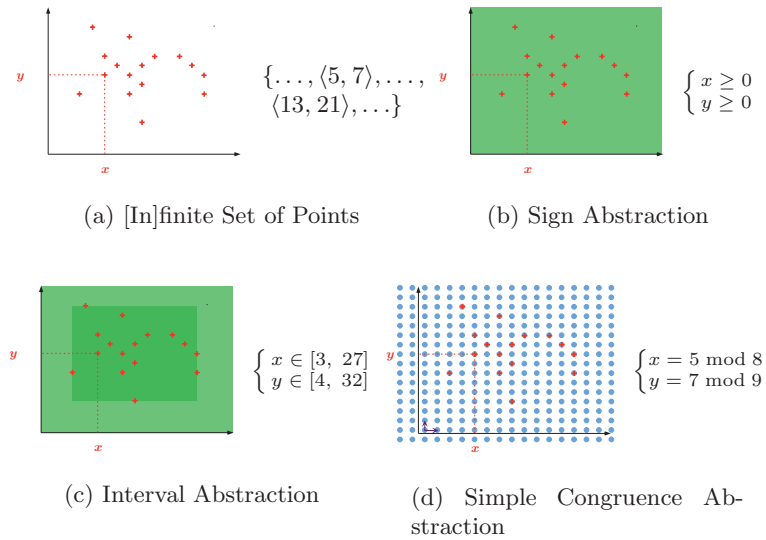 y
x
{..., ⟨5, 7⟩, ...,
⟨13, 21⟩, ...}
(a) [In]finite Set of Points
x ≥ 0
y ≥ 0
y
x
(b) Sign Abstraction
y
x
x ∈ [3, 27]
y ∈ [4, 32]
(c) Interval Abstraction
y
x
x = 5 mod 8
y = 7 mod 9
(d) Simple Congruence Ab-
straction